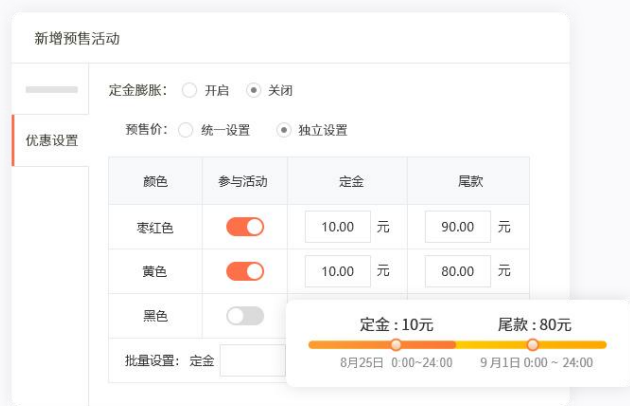 新增预售活动
定金膨胀: 开启 关闭
预售价: 统一设置 独立设置
优惠设置
颜色 参与活动 定金 尾款
枣红色 10.00 元 90.00 元
黄色 10.00 元 80.00 元
黑色
定金 : 10元 尾款 : 80元
8月25日 0:00~24:00 9月1日 0:00 ~ 24:00
批量设置: 定金